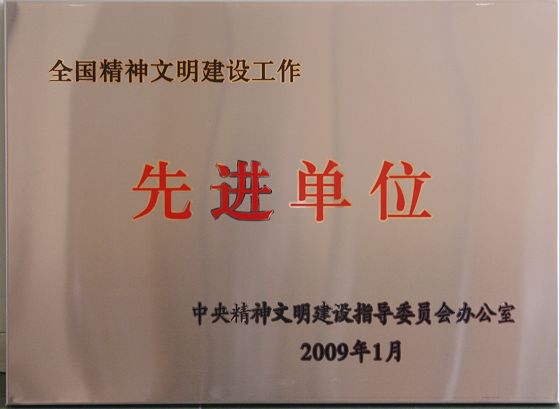 全国精神文明建设工作
先进单位
中央精神文明建设指导委员会办公室
2009年1月